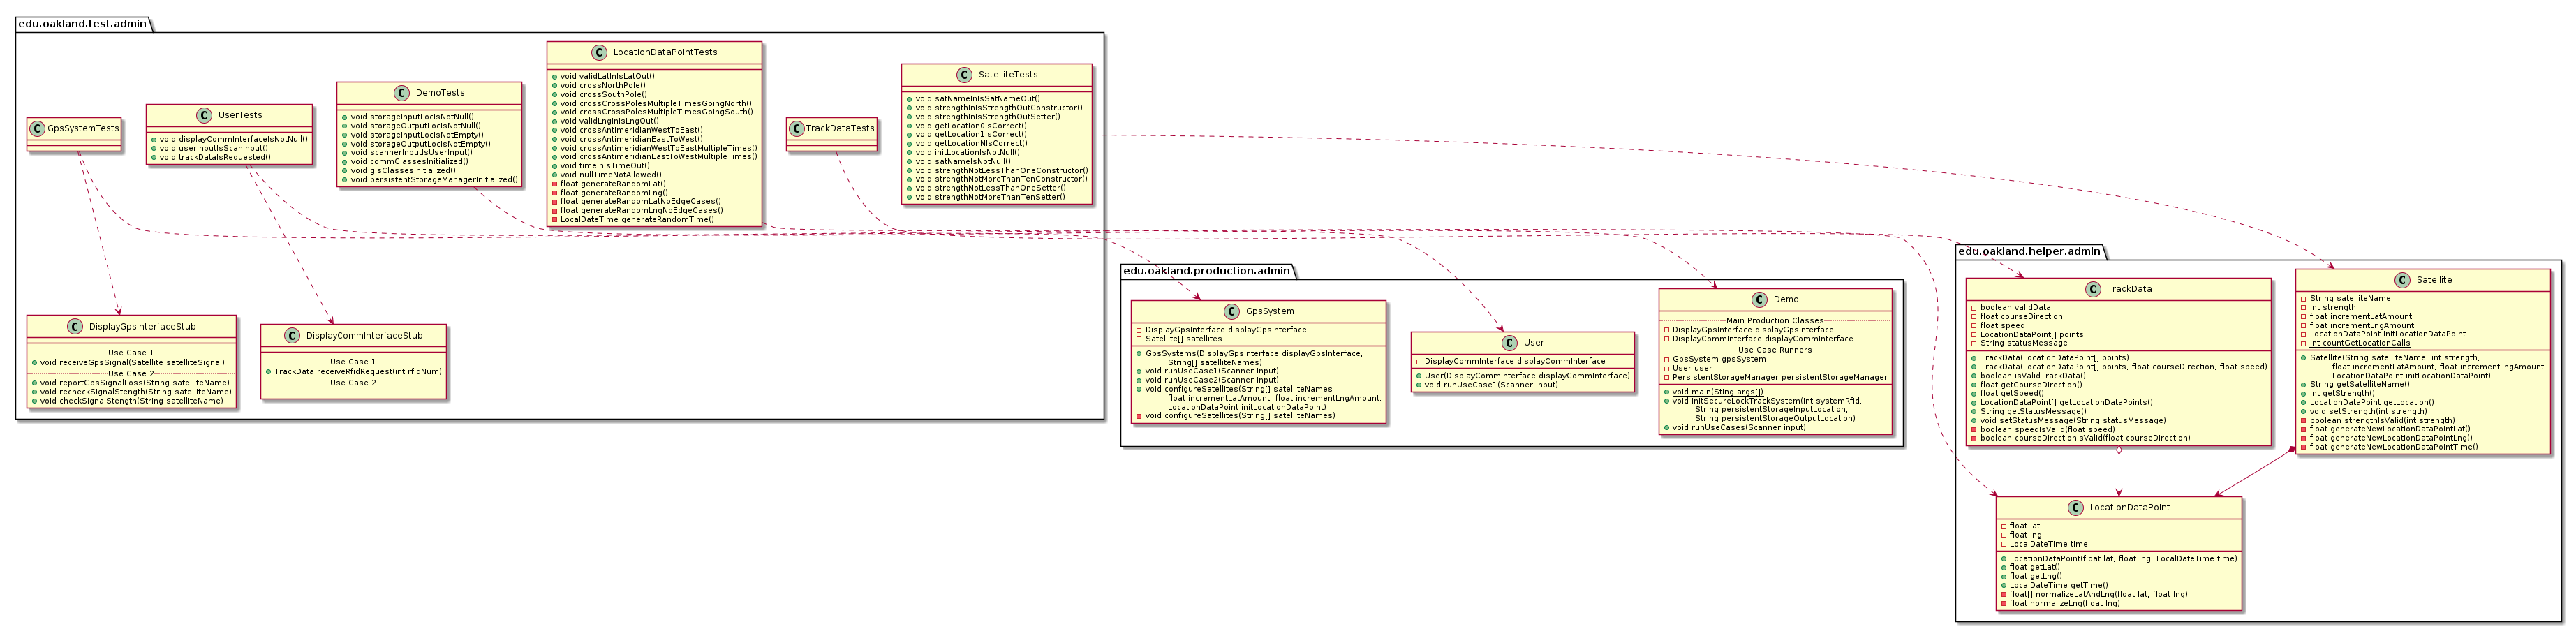 edu.oakland.test.admin
GpsSystemTests
UserTests
void displayCommInterfaceIsNotNull()
void userInputIsScanInput()
void trackDataIsRequested()
DemoTests
void storageInputLocIsNotNull()
void storageOutputLocIsNotNull()
void storageInputLocIsNotEmpty()
void storageOutputLocIsNotEmpty()
void scannerInputIsUserInput()
void commClassesInitialized()
void gisClassesInitialized()
void persistentStorageManagerInitialized()
LocationDataPointTests
void validLatInIsLatOut()
void crossNorthPole()
void crossSouthPole()
void crossCrossPolesMultipleTimesGoingNorth()
void crossCrossPolesMultipleTimesGoingSouth()
void validLngInIsLngOut()
void crossAntimeridianWestToEast()
void crossAntimeridianEastToWest()
void crossAntimeridianWestToEastMultipleTimes()
void crossAntimeridianEastToWestMultipleTimes()
void timeInIsTimeOut()
void nullTimeNotAllowed()
float generateRandomLat()
float generateRandomLng()
float generateRandomLatNoEdgeCases()
float generateRandomLngNoEdgeCases()
LocalDateTime generateRandomTime()
TrackDataTests
SatelliteTests
void satNameInIsSatNameOut()
void strengthInIsStrengthOutConstructor()
void strengthInIsStrengthOutSetter()
void getLocation0IsCorrect()
void getLocation1IsCorrect()
void getLocationNIsCorrect()
void initLocationIsNotNull()
void satNameIsNotNull()
void strengthNotLessThanOneConstructor()
void strengthNotMoreThanTenConstructor()
void strengthNotLessThanOneSetter()
void strengthNotMoreThanTenSetter()
DisplayGpsInterfaceStub
Use Case 1
void receiveGpsSignal(Satellite satelliteSignal)
Use Case 2
void reportGpsSignalLoss(String satelliteName)
void recheckSignalStength(String satelliteName)
void checkSignalStength(String satelliteName)
DisplayCommInterfaceStub
Use Case 1
TrackData receiveRfidRequest(int rfidNum)
Use Case 2
edu.oakland.production.admin
GpsSystem
DisplayGpsInterface displayGpsInterface
Satellite[] satellites
GpsSystems(DisplayGpsInterface displayGpsInterface,
String[] satelliteNames)
void runUseCase1(Scanner input)
void runUseCase2(Scanner input)
void configureSatellites(String[] satelliteNames
float incrementLatAmount, float incrementLngAmount,
LocationDataPoint initLocationDataPoint)
void configureSatellites(String[] satelliteNames)
User
DisplayCommInterface displayCommInterface
User(DisplayCommInterface displayCommInterface)
void runUseCase1(Scanner input)
Demo
Main Production Classes
DisplayGpsInterface displayGpsInterface
DisplayCommInterface displayCommInterface
Use Case Runners
GpsSystem gpsSystem
User user
PersistentStorageManager persistentStorageManager
void main(Sting args[])
void initSecureLockTrackSystem(int systemRfid,
String persistentStorageInputLocation,
String persistentStorageOutputLocation)
void runUseCases(Scanner input)
edu.oakland.helper.admin
TrackData
boolean validData
float courseDirection
float speed
LocationDataPoint[] points
String statusMessage
TrackData(LocationDataPoint[] points)
TrackData(LocationDataPoint[] points, float courseDirection, float speed)
boolean isValidTrackData()
float getCourseDirection()
float getSpeed()
LocationDataPoint[] getLocationDataPoints()
String getStatusMessage()
void setStatusMessage(String statusMessage)
boolean speedIsValid(float speed)
boolean courseDirectionIsValid(float courseDirection)
Satellite
String satelliteName
int strength
float incrementLatAmount
float incrementLngAmount
LocationDataPoint initLocationDataPoint
int countGetLocationCalls
Satellite(String satelliteName, int strength,
float incrementLatAmount, float incrementLngAmount,
LocationDataPoint initLocationDataPoint)
String getSatelliteName()
int getStrength()
LocationDataPoint getLocation()
void setStrength(int strength)
boolean strengthIsValid(int strength)
float generateNewLocationDataPointLat()
float generateNewLocationDataPointLng()
float generateNewLocationDataPointTime()
LocationDataPoint
float lat
float lng
LocalDateTime time
LocationDataPoint(float lat, float lng, LocalDateTime time)
float getLat()
float getLng()
LocalDateTime getTime()
float[] normalizeLatAndLng(float lat, float lng)
float normalizeLng(float lng)